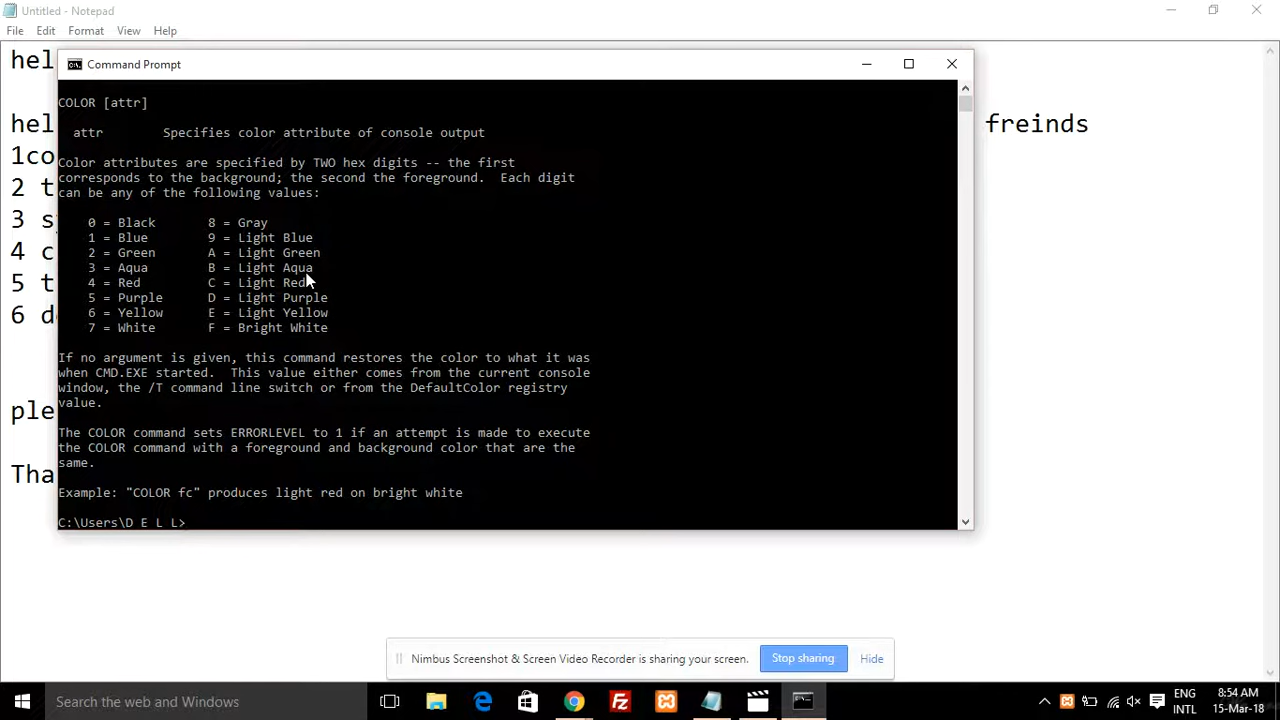 Untitled - Notepad
File Edit Format View Help
hel
Command Prompt
COLOR [attr]
attr Specifies color attribute of console output
Color attributes are specified by TWO hex digits -- the first
corresponds to the background; the second the foreground. Each digit
can be any of the following values:
0 = Black 8 = Gray
1 = Blue 9 = Light Blue
2 = Green A = Light Green
3 = Aqua B = Light Aqua
4 = Red C = Light Red
5 = Purple D = Light Purple
6 = Yellow E = Light Yellow
7 = White F = Bright White
If no argument is given, this command restores the color to what it was
when CMD.EXE started. This value either comes from the current console
window, the /T command line switch or from the DefaultColor registry
value.
The COLOR command sets ERRORLEVEL to 1 if an attempt is made to execute
the COLOR command with a foreground and background color that are the
same.
Example: "COLOR fc" produces light red on bright white
C:\Users\D E L L>
hel freinds
1co
2 t
3 s
4 c
5 t
6 d
ple
Tha
Nimbus Screenshot & Screen Video Recorder is sharing your screen. Stop sharing Hide
Search the web and Windows
ENG 8:54 AM
INTL 15-Mar-18